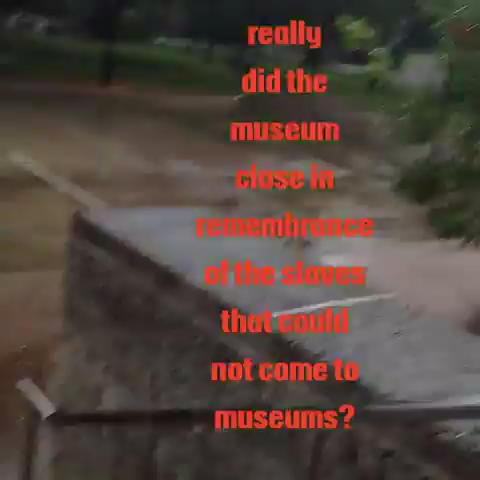 really
did the
museum
close in
remembrance
of the slaves
that could
not come to
museums?